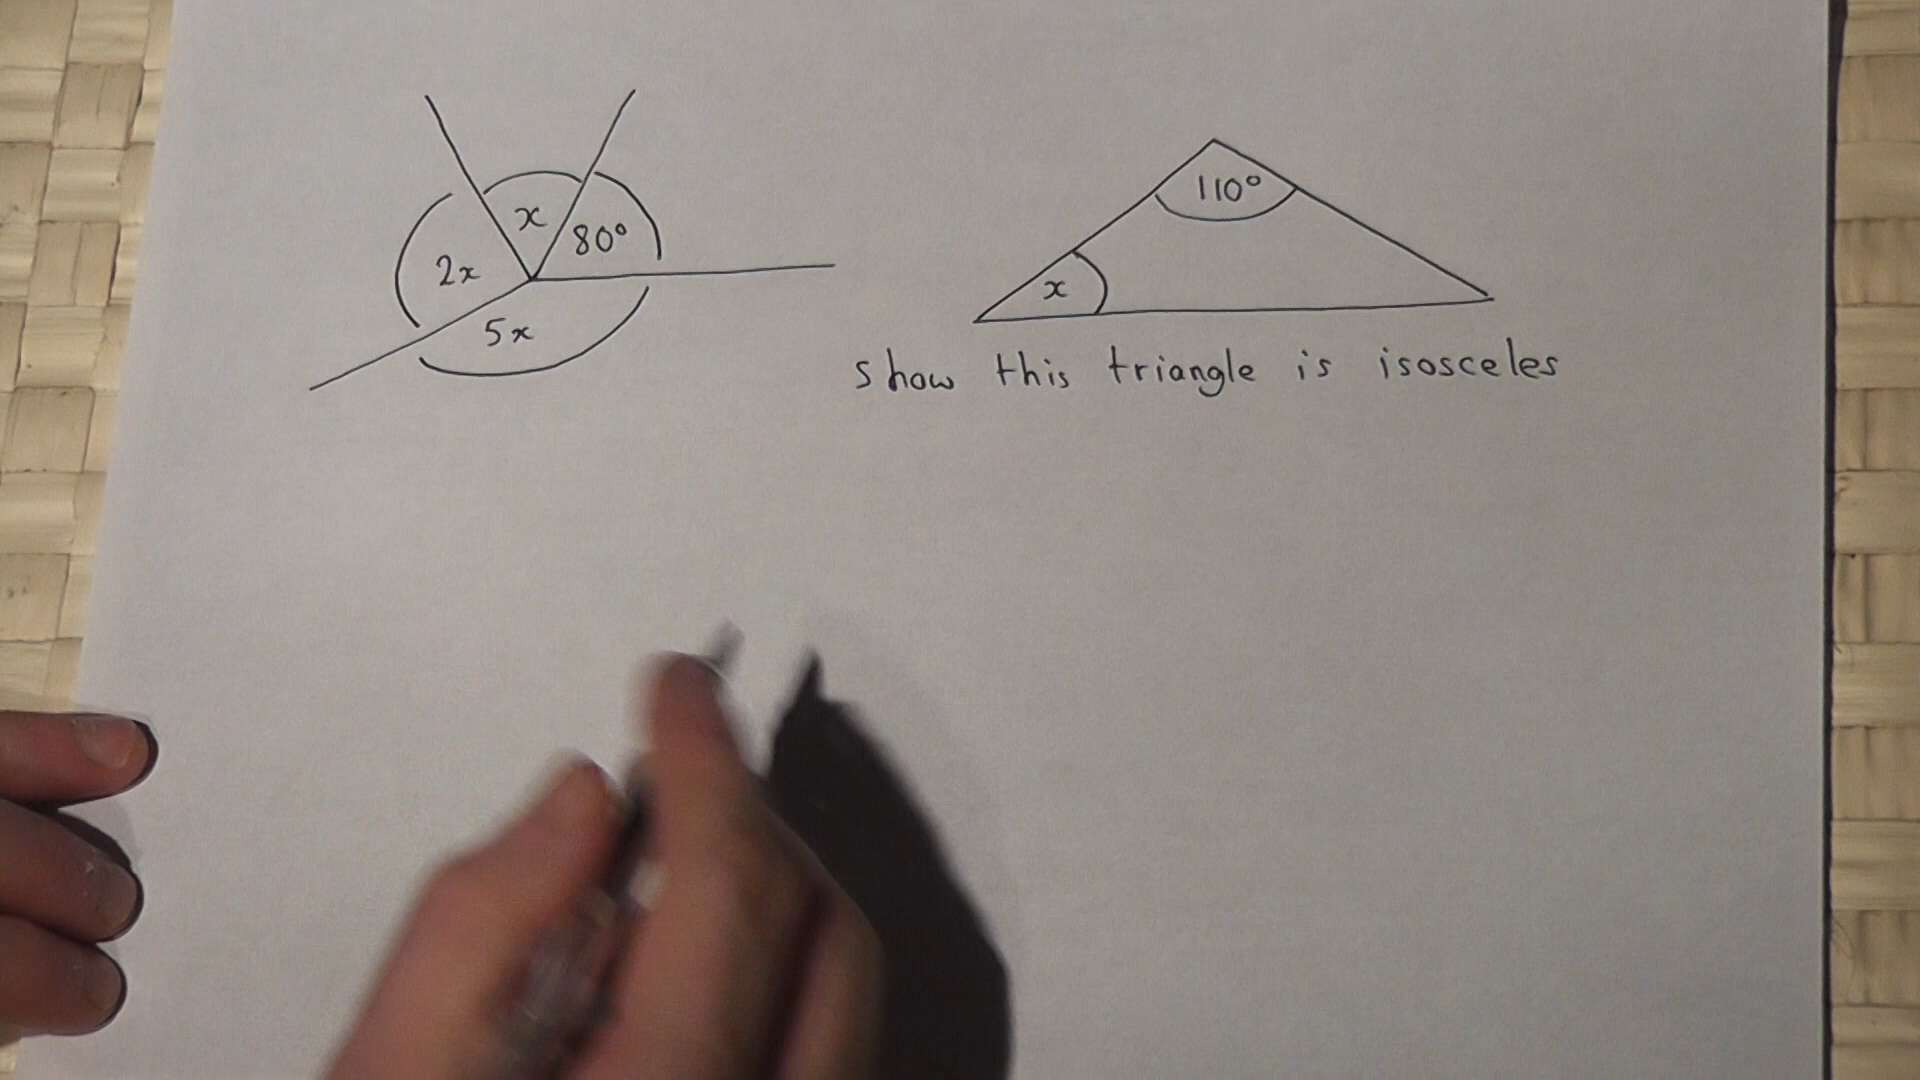 x
80°
2x
5x
110°
x
show this triangle is isosceles